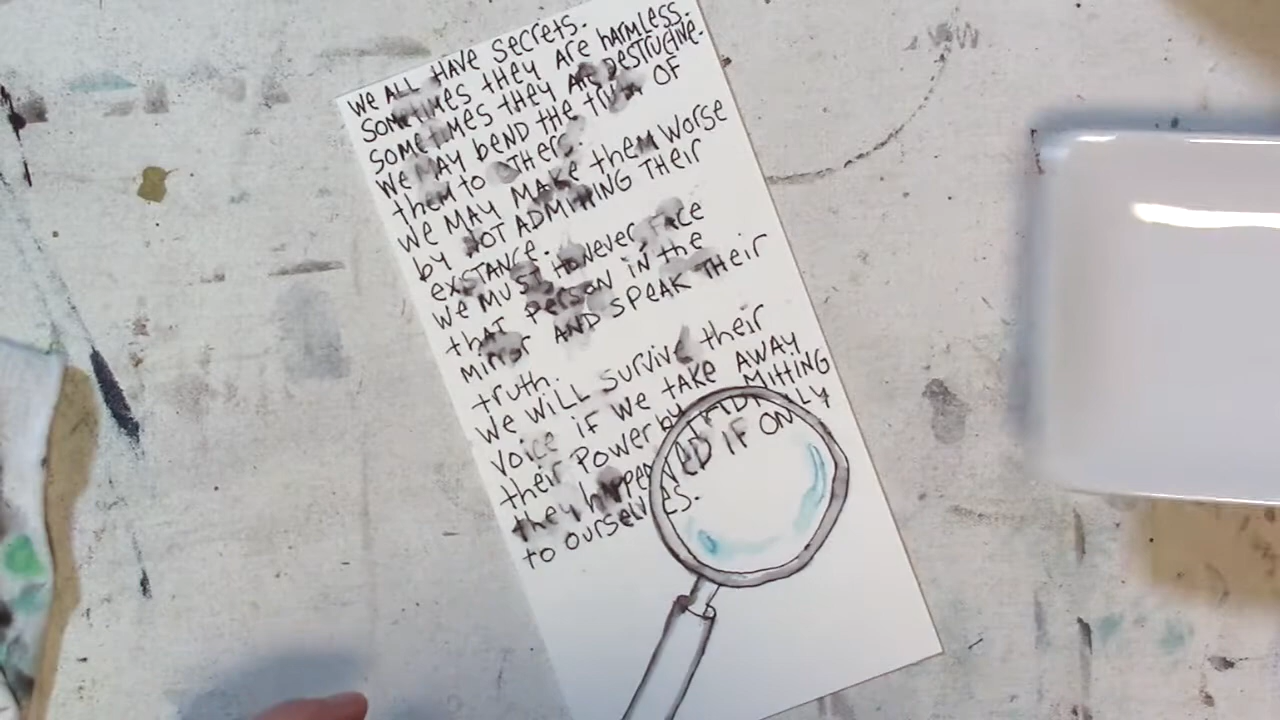 We ALL HAVE SecretS.
SOMETIMES they ARE HARMLESS.
SOMETIMES they ARE DESTRUCTIVE.
We MAY bEND THE truth OF
them to OtHers.
We MAY MAKe theM Worse
by NOT ADMITTING THeir
exISTANce.
We MUST However, FAce
that Person in the
Mirror AND SPeAK THeir
truth.
We WiLL Survive their
voice IF We tAKe AWAY
their Power by ADMITTING
they happeNED IF ONLY
to ourseLVES.